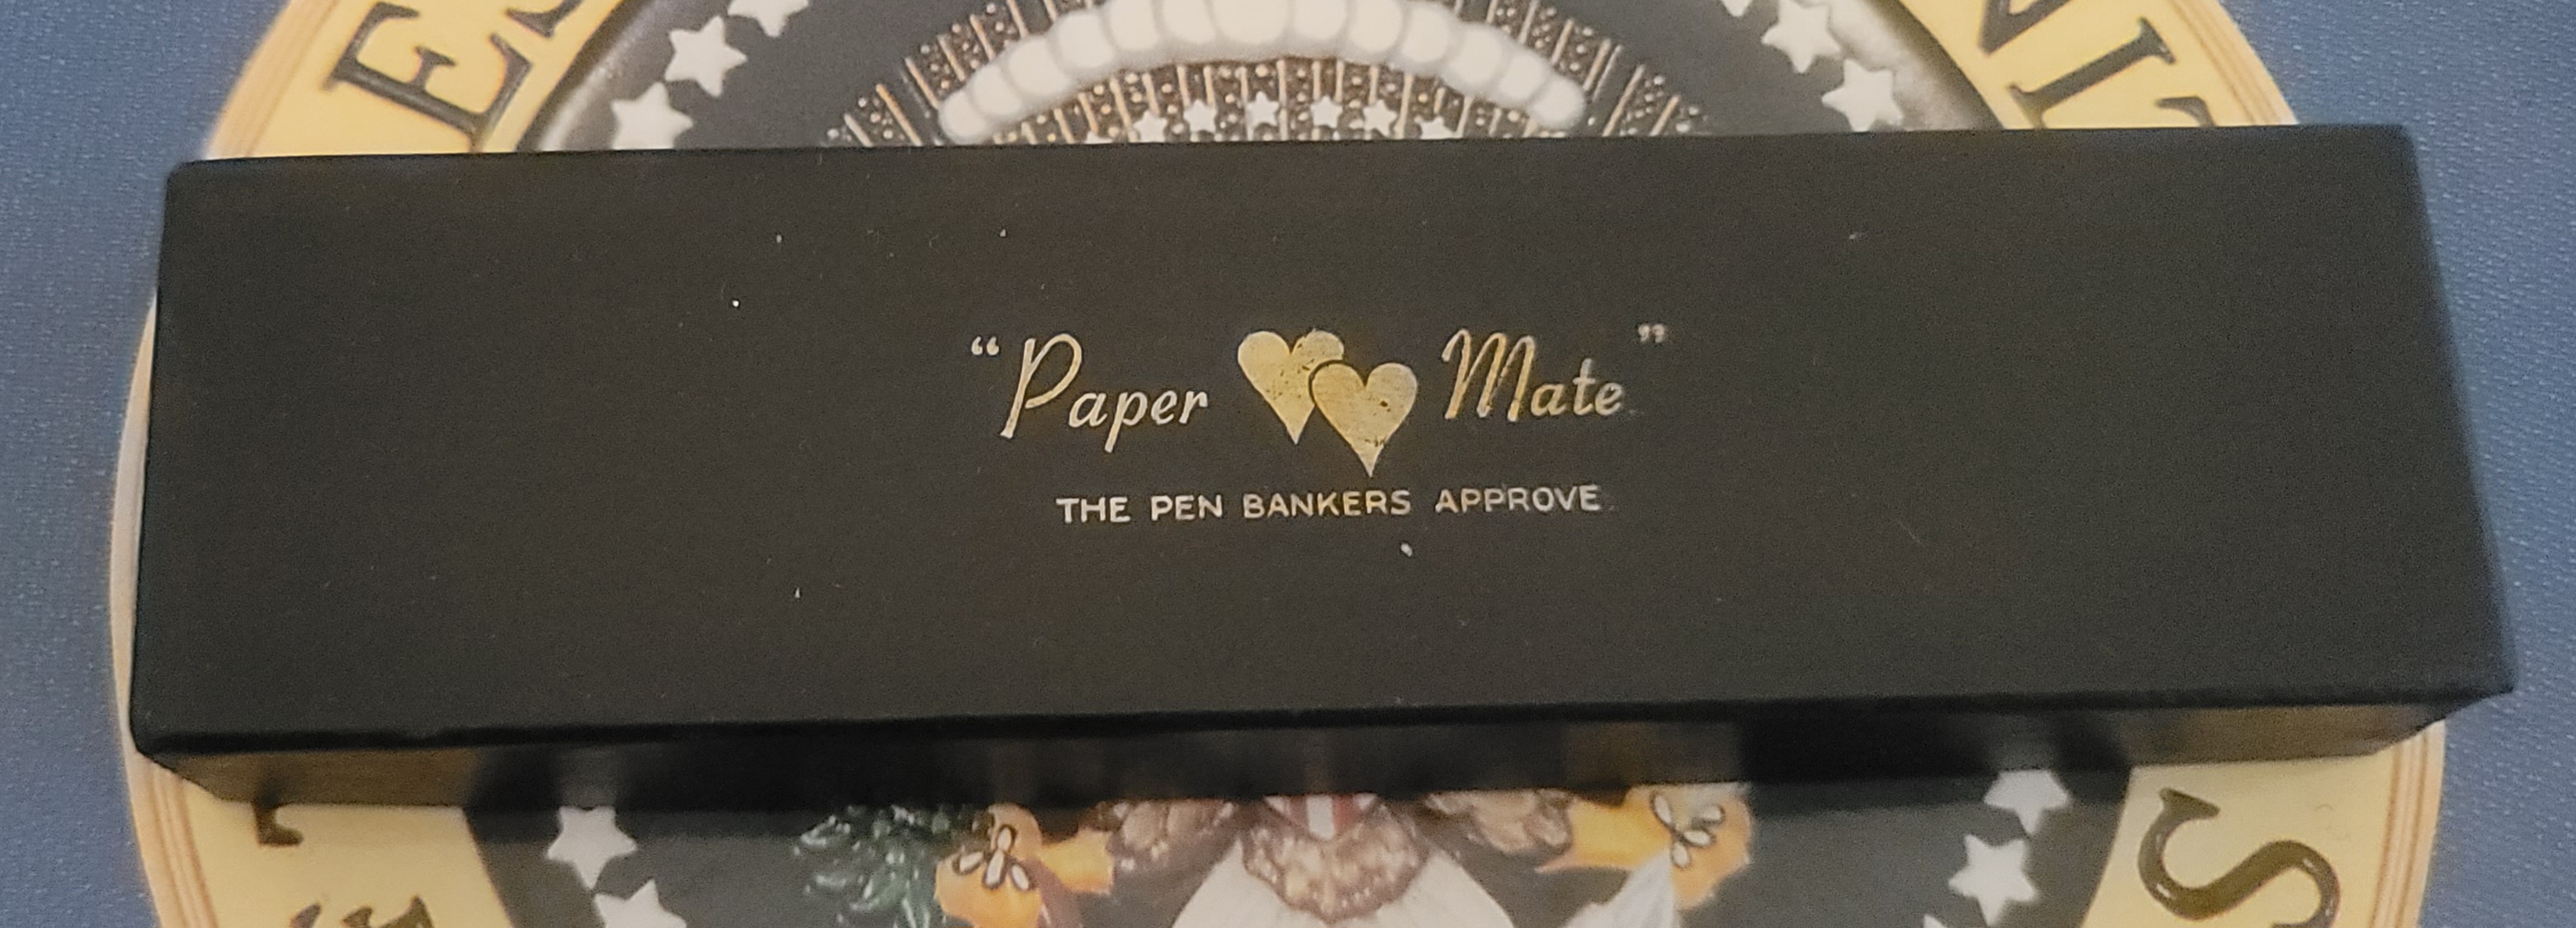 “Paper Mate”
THE PEN BANKERS APPROVE